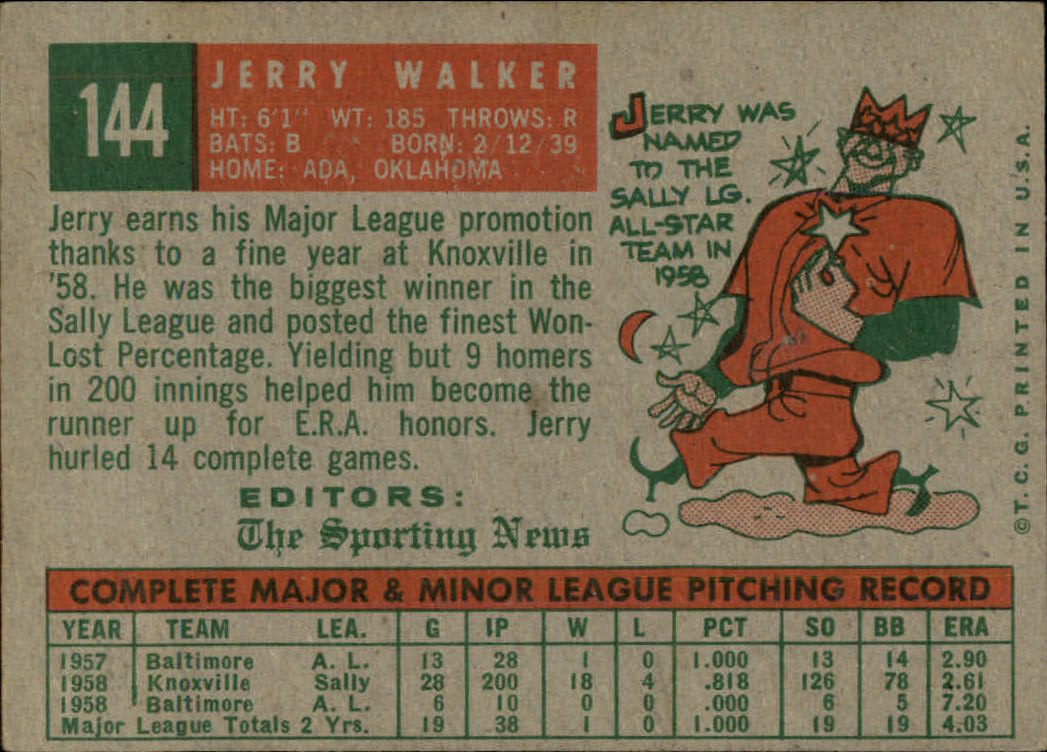 144
JERRY WALKER
HT: 6'1" WT: 185 THROWS: R
BATS: B BORN: 2/12/39
HOME: ADA, OKLAHOMA
Jerry earns his Major League promotion
thanks to a fine year at Knoxville in
'58. He was the biggest winner in the
Sally League and posted the finest Won-
Lost Percentage. Yielding but 9 homers
in 200 innings helped him become the
runner up for E.R.A. honors. Jerry
hurled 14 complete games.
EDITORS:
The Sporting News
JERRY WAS
NAMED
TO THE
SALLY LG.
ALL-STAR
TEAM IN
1958
©T.C.G. PRINTED IN U.S.A.
COMPLETE MAJOR & MINOR LEAGUE PITCHING RECORD
YEAR TEAM LEA. G IP W L PCT SO BB ERA
1957 Baltimore A. L. 13 28 1 0 1.000 13 14 2.90
1958 Knoxville Sally 28 200 18 4 .818 126 78 2.61
1958 Baltimore A. L. 6 10 0 0 .000 6 5 7.20
Major League Totals 2 Yrs. 19 38 1 0 1.000 19 19 4.03